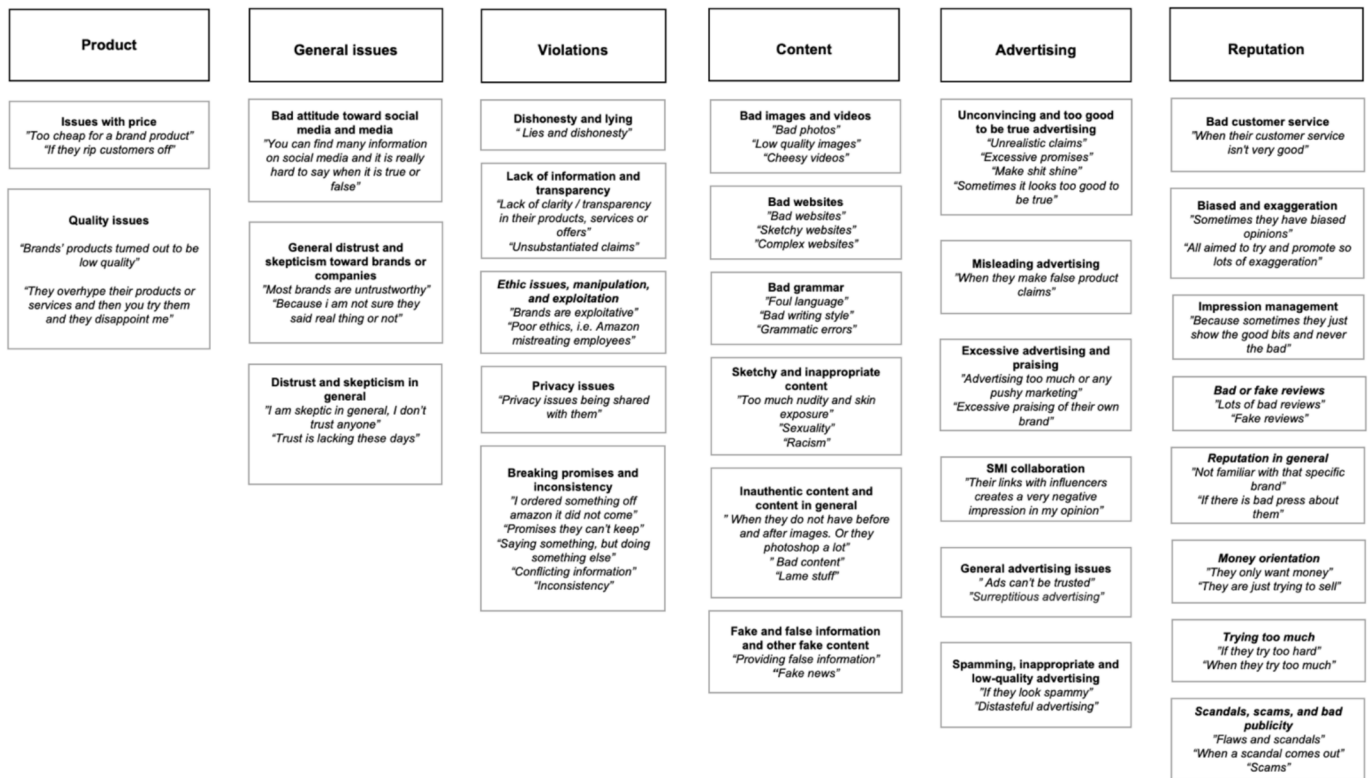 Product
Issues with price
"Too cheap for a brand product"
"If they rip customers off"
Quality issues
"Brands' products turned out to be
low quality"
"They overhype their products or
services and then you try them
and they disappoint me"
General issues
Bad attitude toward social
media and media
"You can find many information
on social media and it is really
hard to say when it is true or
false"
General distrust and
skepticism toward brands or
companies
"Most brands are untrustworthy"
"Because i am not sure they
said real thing or not"
Distrust and skepticism in
general
"I am skeptic in general, I don't
trust anyone"
"Trust is lacking these days"
Violations
Dishonesty and lying
" Lies and dishonesty"
Lack of information and
transparency
"Lack of clarity / transparency
in their products, services or
offers"
"Unsubstantiated claims"
Ethic issues, manipulation,
and exploitation
"Brands are exploitative"
"Poor ethics, i.e. Amazon
mistreating employees"
Privacy issues
"Privacy issues being shared
with them"
Breaking promises and
inconsistency
"I ordered something off
amazon it did not come"
"Promises they can't keep"
"Saying something, but doing
something else"
"Conflicting information"
"Inconsistency"
Content
Bad images and videos
"Bad photos"
"Low quality images"
"Cheesy videos"
Bad websites
"Bad websites"
"Sketchy websites"
"Complex websites"
Bad grammar
"Foul language"
"Bad writing style"
"Grammatic errors"
Sketchy and inappropriate
content
"Too much nudity and skin
exposure"
"Sexuality"
"Racism"
Inauthentic content and
content in general
" When they do not have before
and after images. Or they
photoshop a lot"
" Bad content"
"Lame stuff"
Fake and false information
and other fake content
"Providing false information"
"Fake news"
Advertising
Unconvincing and too good
to be true advertising
"Unrealistic claims"
"Excessive promises"
"Make shit shine"
"Sometimes it looks too good to
be true"
Misleading advertising
"When they make false product
claims"
Excessive advertising and
praising
"Advertising too much or any
pushy marketing"
"Excessive praising of their own
brand"
SMI collaboration
"Their links with influencers
creates a very negative
impression in my opinion"
General advertising issues
" Ads can't be trusted"
"Surreptitious advertising"
Spamming, inappropriate and
low-quality advertising
"If they look spammy"
"Distasteful advertising"
Reputation
Bad customer service
"When their customer service
isn't very good"
Biased and exaggeration
"Sometimes they have biased
opinions"
"All aimed to try and promote so
lots of exaggeration"
Impression management
"Because sometimes they just
show the good bits and never
the bad"
Bad or fake reviews
"Lots of bad reviews"
"Fake reviews"
Reputation in general
"Not familiar with that specific
brand"
"If there is bad press about
them"
Money orientation
"They only want money"
"They are just trying to sell"
Trying too much
"If they try too hard"
"When they try too much"
Scandals, scams, and bad
publicity
"Flaws and scandals"
"When a scandal comes out"
"Scams"